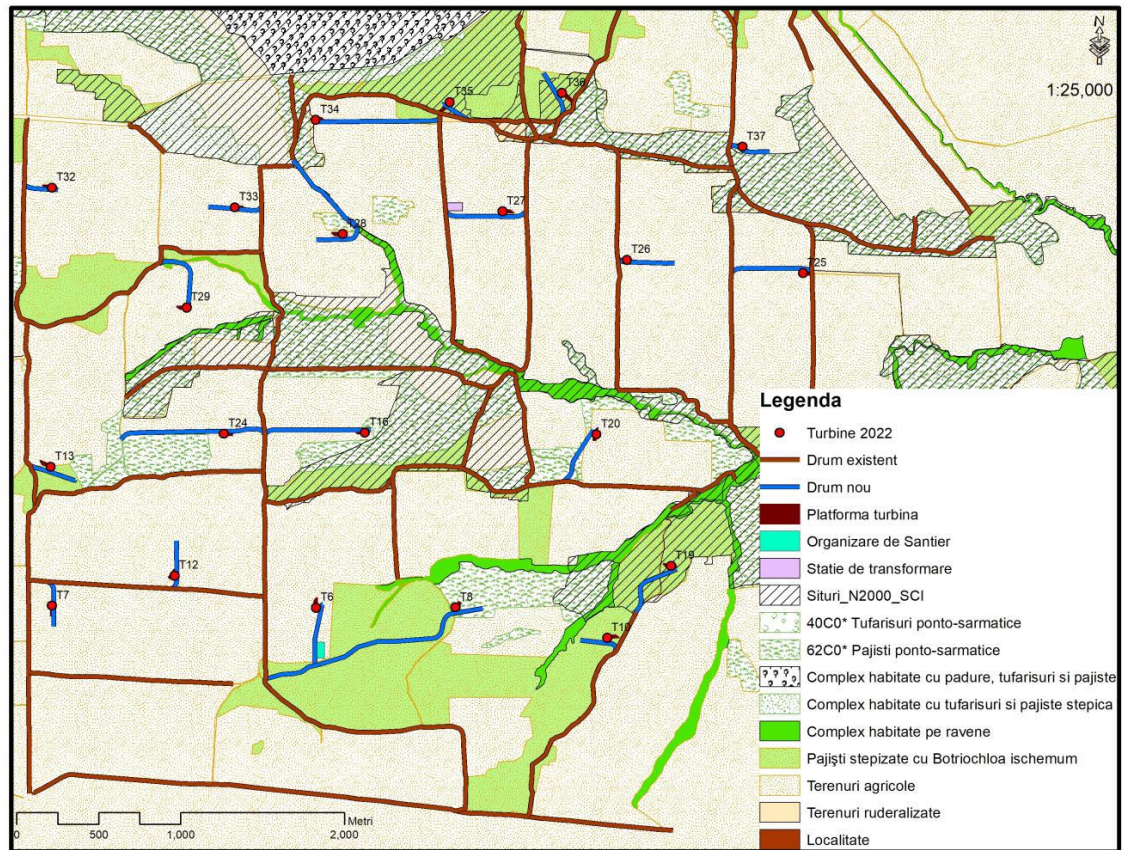 N
1:25,000
T36
T35
T34
T37
T32
T33
T27
T28
T26
T25
T29
T24
T16
T20
T13
T19
T12
T7
T6
T8
T10
Legenda
Turbine 2022
Drum existent
Drum nou
Platforma turbina
Organizare de Santier
Statie de transformare
Situri_N2000_SCI
40C0* Tufarisuri ponto-sarmatice
62C0* Pajisti ponto-sarmatice
Complex habitate cu padure, tufarisuri si pajiste
Complex habitate cu tufarisuri si pajiste stepica
Complex habitate pe ravene
Pajişti stepizate cu Botriochloa ischemum
Terenuri agricole
Terenuri ruderalizate
Localitate
Metri
0 500 1,000 2,000